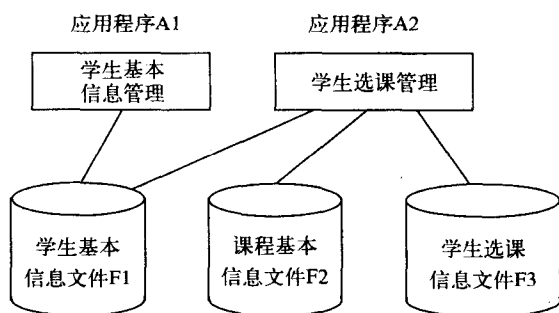 应用程序A1
应用程序A2
学生基本
信息管理
学生选课管理
学生基本
信息文件F1
课程基本
信息文件F2
学生选课
信息文件F3